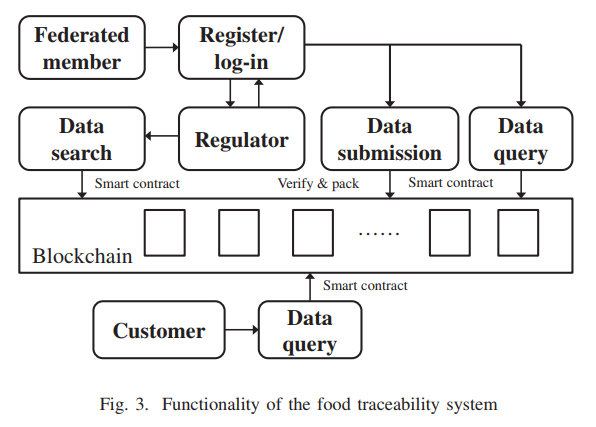 Federated
member
Register/
log-in
Data
search
Regulator
Data
submission
Data
query
Smart contract
Verify & pack
Smart contract
Blockchain
......
Smart contract
Customer
Data
query
Fig. 3. Functionality of the food traceability system